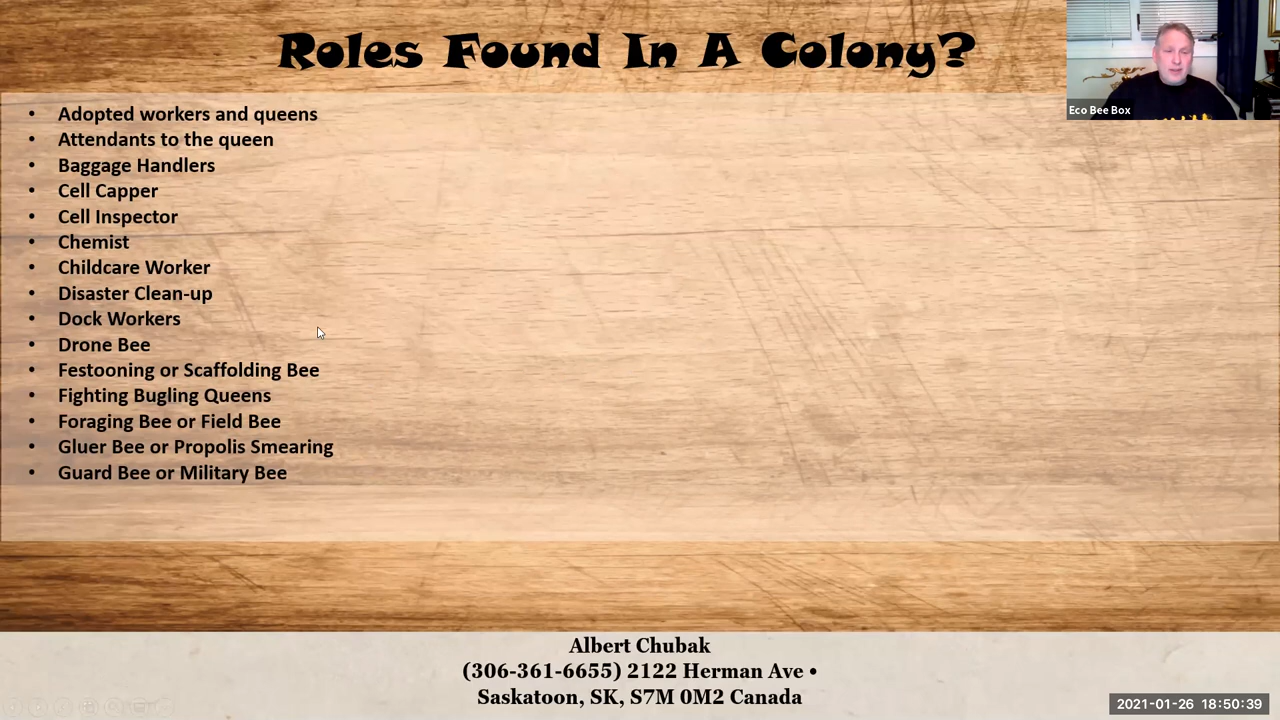 Roles Found In A Colony?
Eco Bee Box
• Adopted workers and queens
• Attendants to the queen
• Baggage Handlers
• Cell Capper
• Cell Inspector
• Chemist
• Childcare Worker
• Disaster Clean-up
• Dock Workers
• Drone Bee
• Festooning or Scaffolding Bee
• Fighting Bugling Queens
• Foraging Bee or Field Bee
• Gluer Bee or Propolis Smearing
• Guard Bee or Military Bee
Albert Chubak
(306-361-6655) 2122 Herman Ave •
Saskatoon, SK, S7M 0M2 Canada
2021-01-26 18:50:39